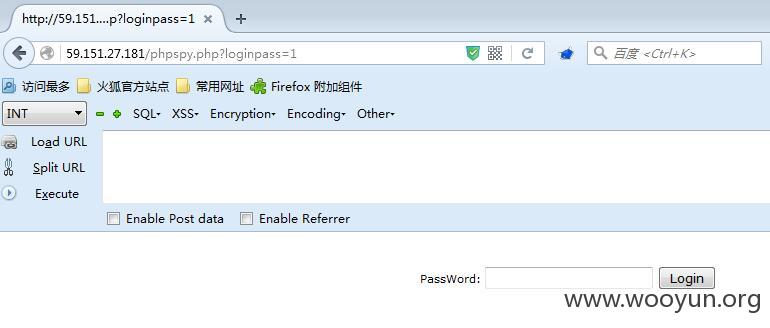 http://59.151....p?loginpass=1
59.151.27.181/phpspy.php?loginpass=1
百度 <Ctrl+K>
访问最多 火狐官方站点 常用网址 Firefox 附加组件
INT SQL XSS Encryption Encoding Other
Load URL
Split URL
Execute
Enable Post data Enable Referrer
PassWord: Login
www.wooyun.org